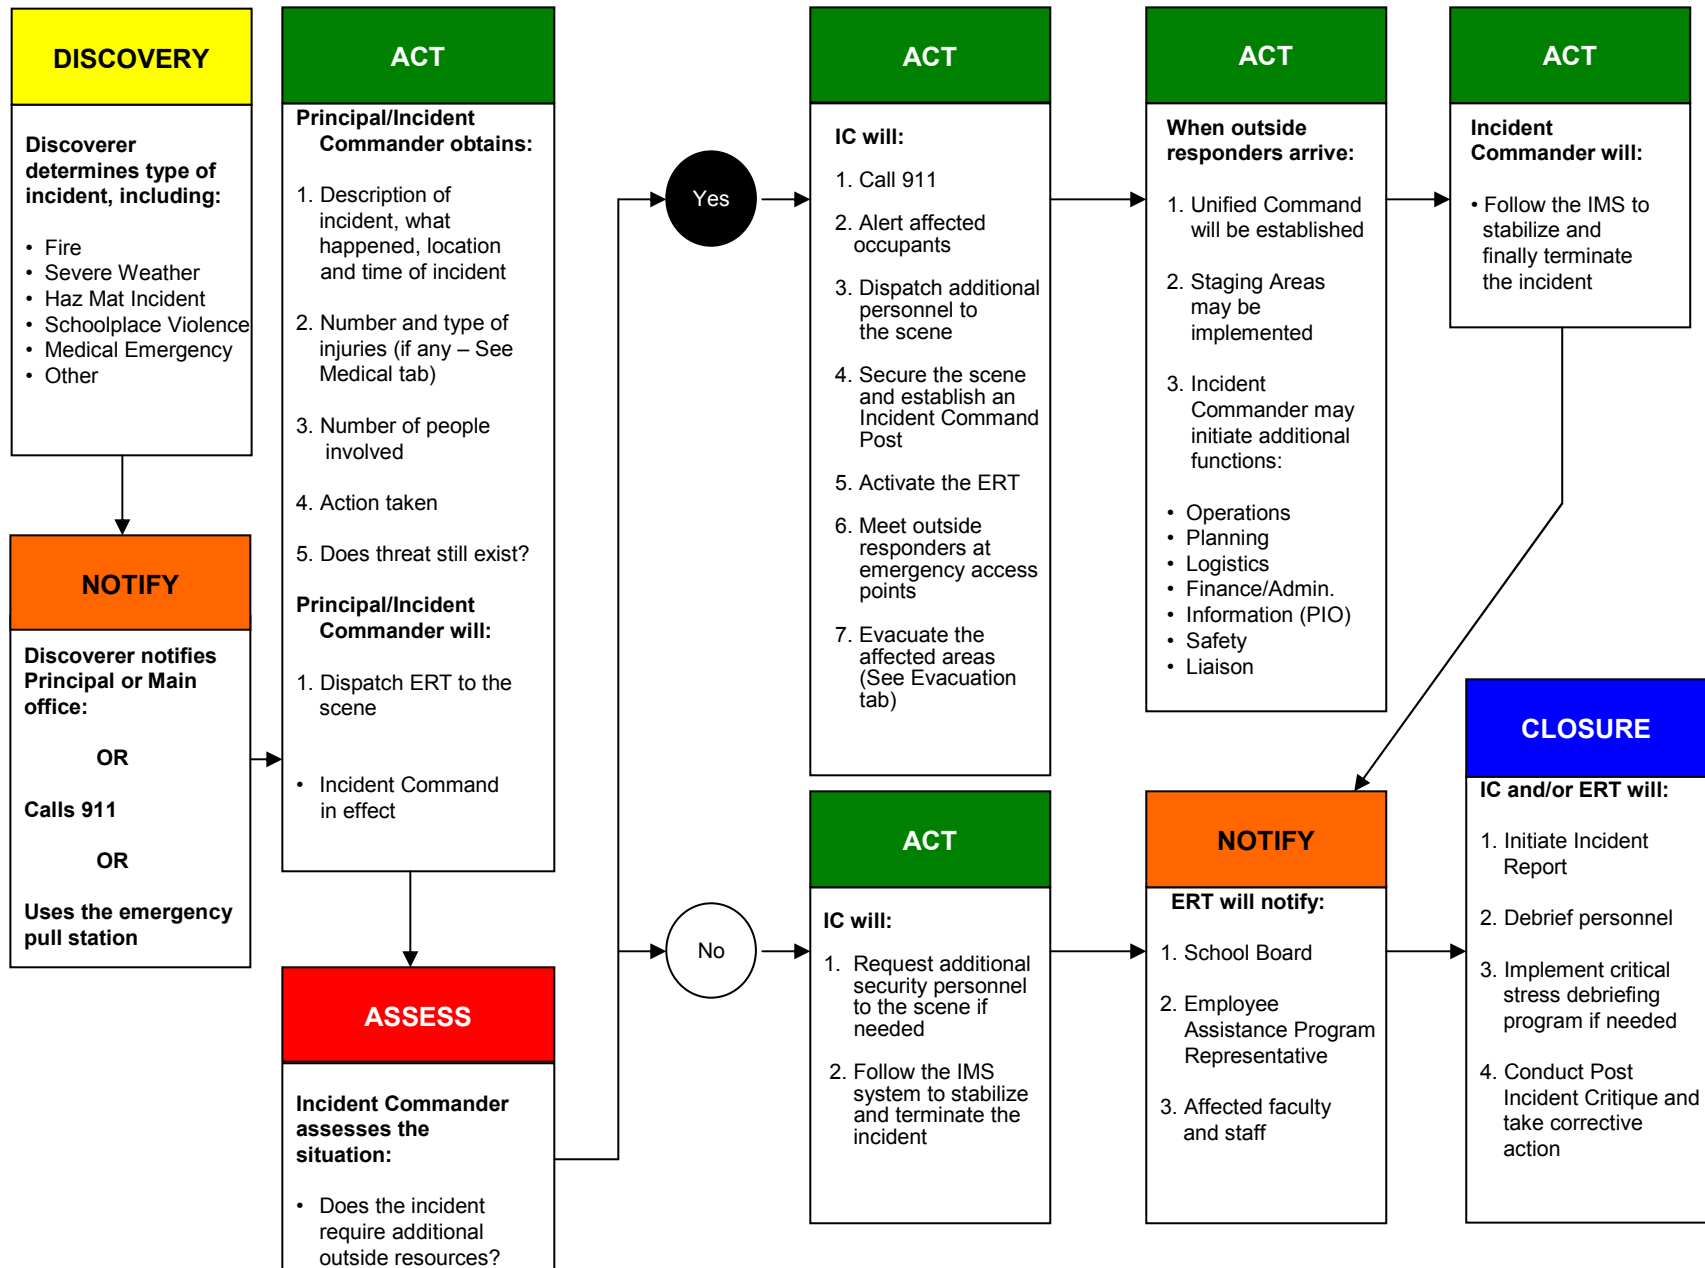 DISCOVERY
Discoverer
determines type of
incident, including:
• Fire
• Severe Weather
• Haz Mat Incident
• Schoolplace Violence
• Medical Emergency
• Other
NOTIFY
Discoverer notifies
Principal or Main
office:
OR
Calls 911
OR
Uses the emergency
pull station
ACT
Principal/Incident
Commander obtains:
1. Description of
incident, what
happened, location
and time of incident
2. Number and type of
injuries (if any – See
Medical tab)
3. Number of people
involved
4. Action taken
5. Does threat still exist?
Principal/Incident
Commander will:
1. Dispatch ERT to the
scene
• Incident Command
in effect
ASSESS
Incident Commander
assesses the
situation:
• Does the incident
require additional
outside resources?
Yes
ACT
IC will:
1. Call 911
2. Alert affected
occupants
3. Dispatch additional
personnel to
the scene
4. Secure the scene
and establish an
Incident Command
Post
5. Activate the ERT
6. Meet outside
responders at
emergency access
points
7. Evacuate the
affected areas
(See Evacuation
tab)
ACT
When outside
responders arrive:
1. Unified Command
will be established
2. Staging Areas
may be
implemented
3. Incident
Commander may
initiate additional
functions:
• Operations
• Planning
• Logistics
• Finance/Admin.
• Information (PIO)
• Safety
• Liaison
ACT
Incident
Commander will:
• Follow the IMS to
stabilize and
finally terminate
the incident
No
ACT
IC will:
1. Request additional
security personnel
to the scene if
needed
2. Follow the IMS
system to stabilize
and terminate the
incident
NOTIFY
ERT will notify:
1. School Board
2. Employee
Assistance Program
Representative
3. Affected faculty
and staff
CLOSURE
IC and/or ERT will:
1. Initiate Incident
Report
2. Debrief personnel
3. Implement critical
stress debriefing
program if needed
4. Conduct Post
Incident Critique and
take corrective
action